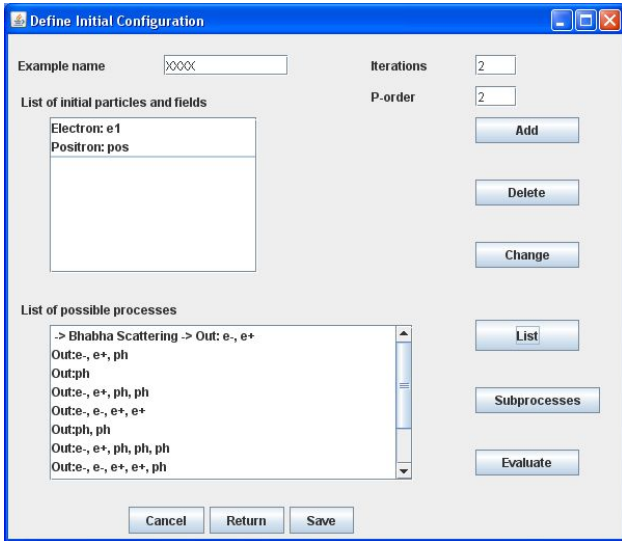 Define Initial Configuration
Example name XXXX Iterations 2
List of initial particles and fields P-order 2
Electron: e1
Positron: pos
Add
Delete
Change
List of possible processes
-> Bhabha Scattering -> Out: e-, e+
Out:e-, e+, ph
Out:ph
Out:e-, e+, ph, ph
Out:e-, e-, e+, e+
Out:ph, ph
Out:e-, e+, ph, ph, ph
Out:e-, e-, e+, e+, ph
List
Subprocesses
Evaluate
Cancel Return Save